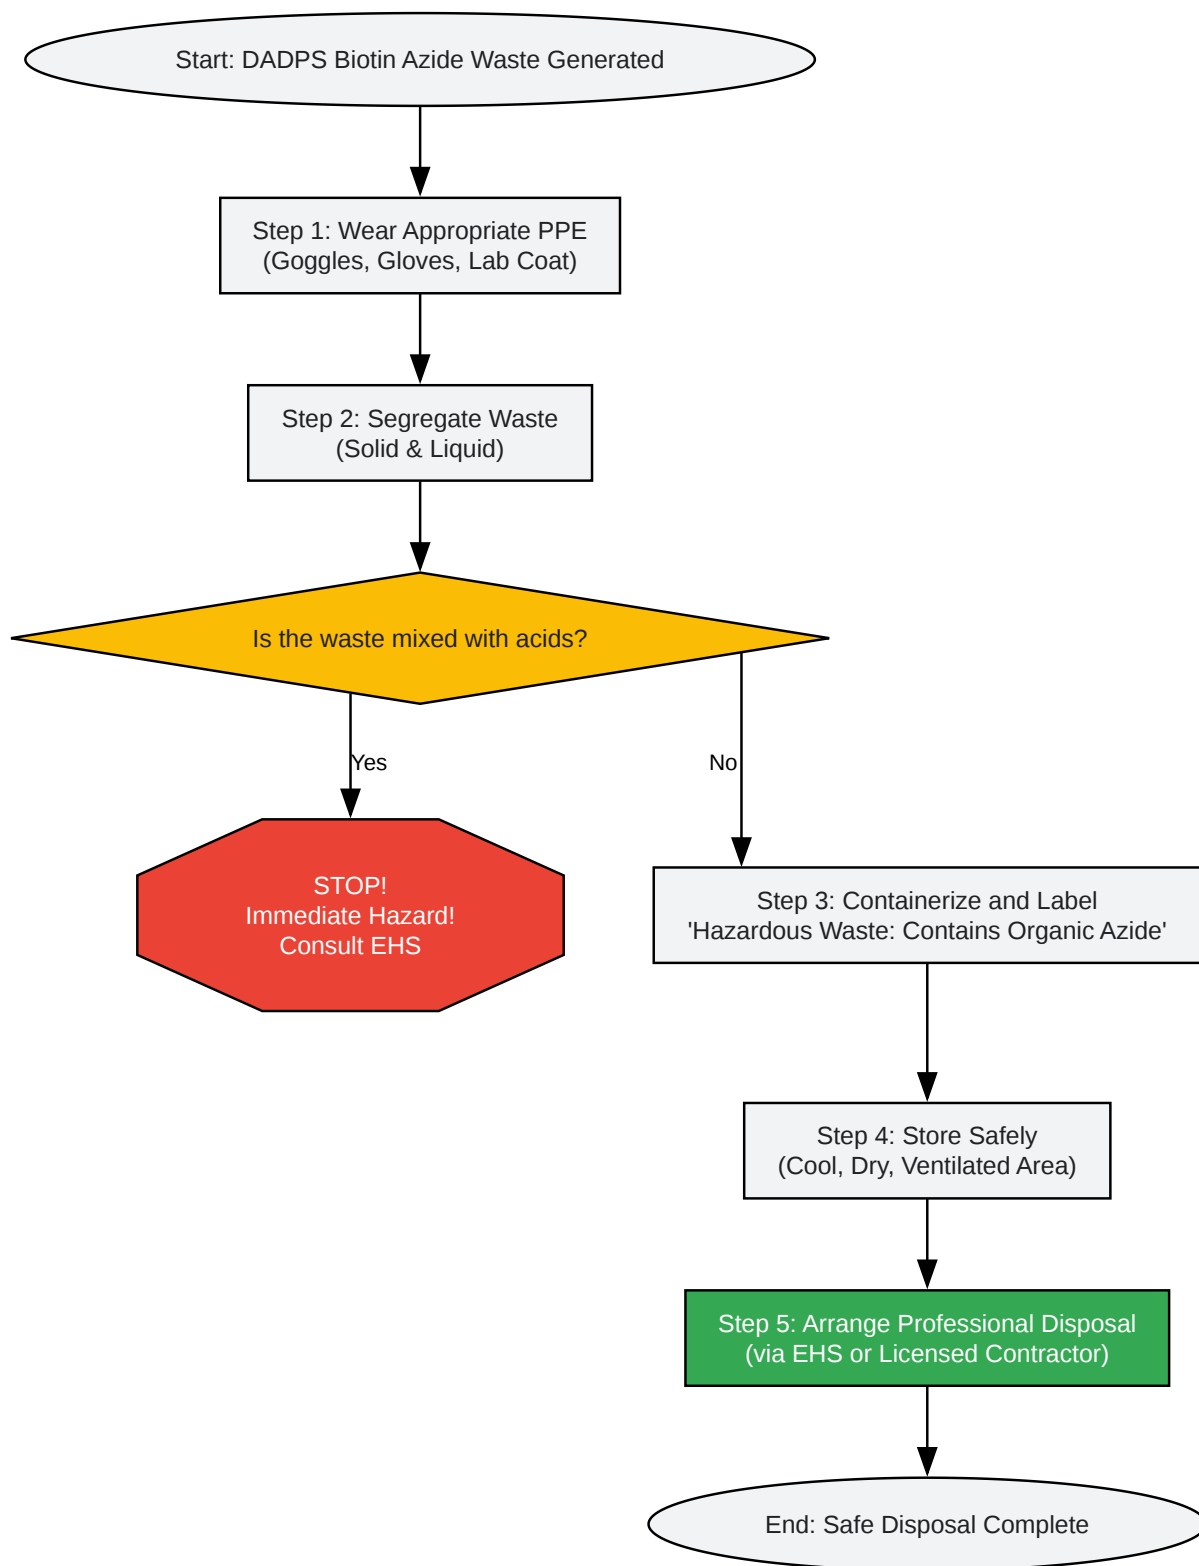 Start: DADPS Biotin Azide Waste Generated
Step 1: Wear Appropriate PPE
(Goggles, Gloves, Lab Coat)
Step 2: Segregate Waste
(Solid & Liquid)
Is the waste mixed with acids?
Yes
No
STOP!
Immediate Hazard!
Consult EHS
Step 3: Containerize and Label
'Hazardous Waste: Contains Organic Azide'
Step 4: Store Safely
(Cool, Dry, Ventilated Area)
Step 5: Arrange Professional Disposal
(via EHS or Licensed Contractor)
End: Safe Disposal Complete